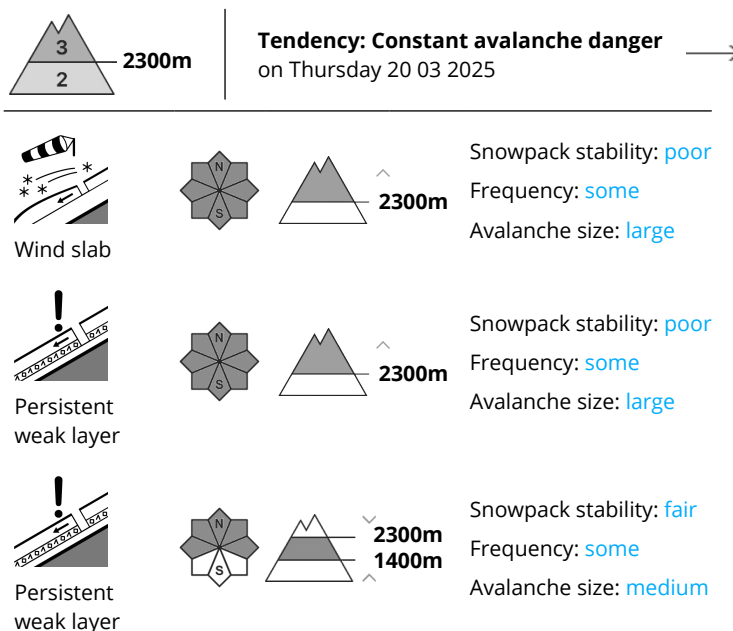 3
2
2300m
Tendency: Constant avalanche danger
on Thursday 20 03 2025
N
S
2300m
Wind slab
Snowpack stability: poor
Frequency: some
Avalanche size: large
N
S
2300m
Persistent
weak layer
Snowpack stability: poor
Frequency: some
Avalanche size: large
N
S
2300m
1400m
Persistent
weak layer
Snowpack stability: fair
Frequency: some
Avalanche size: medium